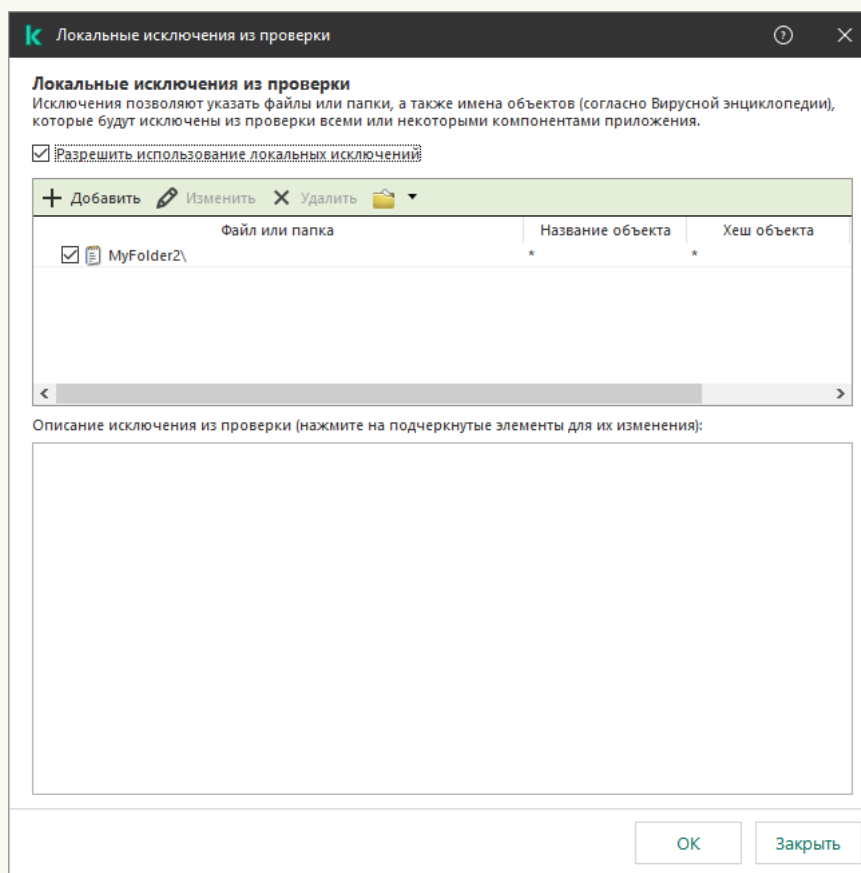 Локальные исключения из проверки
Локальные исключения из проверки
Исключения позволяют указать файлы или папки, а также имена объектов (согласно Вирусной энциклопедии),
которые будут исключены из проверки всеми или некоторыми компонентами приложения.
Разрешить использование локальных исключений
Добавить Изменить Удалить
Файл или папка Название объекта Хеш объекта
MyFolder2\ * *
Описание исключения из проверки (нажмите на подчеркнутые элементы для их изменения):
ОК Закрыть